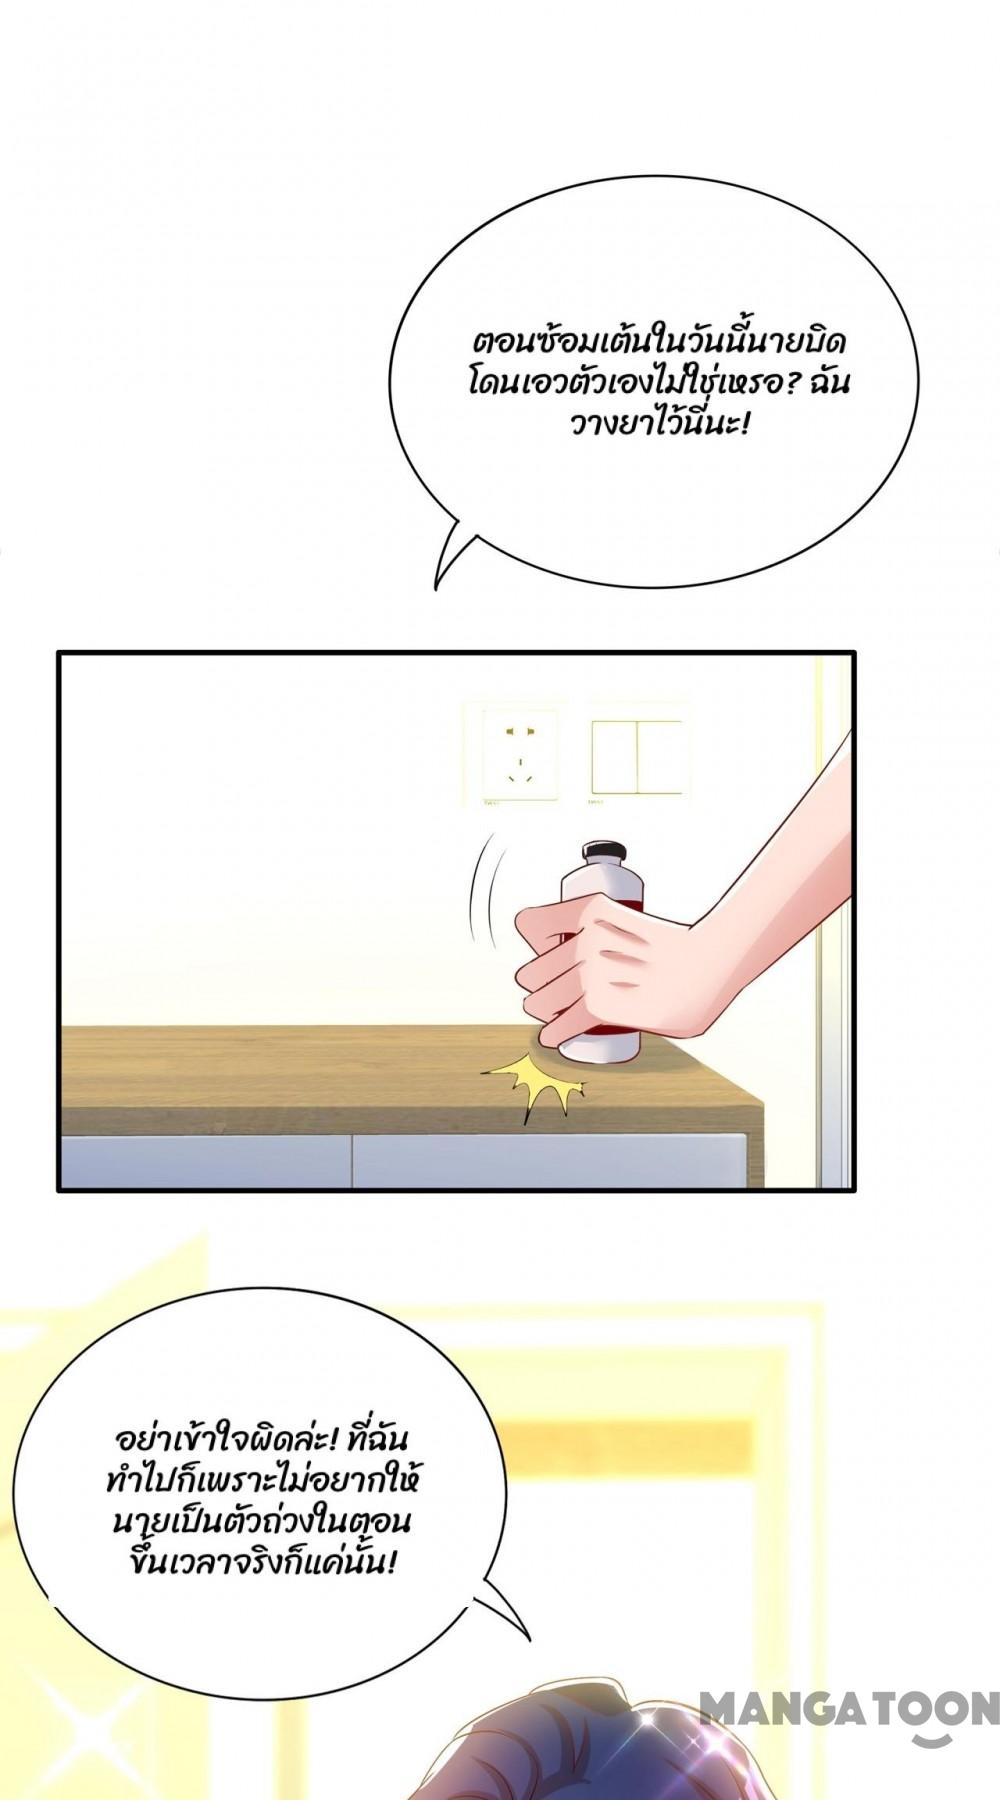 ตอนซ้อมเต้นในวันนี้นายบิด
โดนเอวตัวเองไม่ใช่เหรอ? ฉัน
วางยาไว้นี่นะ!
อย่าเข้าใจผิดล่ะ! ที่ฉัน
ทำไปก็เพราะไม่อยากให้
นายเป็นตัวถ่วงในตอน
ขึ้นเวลาจริงก็แค่นั้น!
MANGATOON